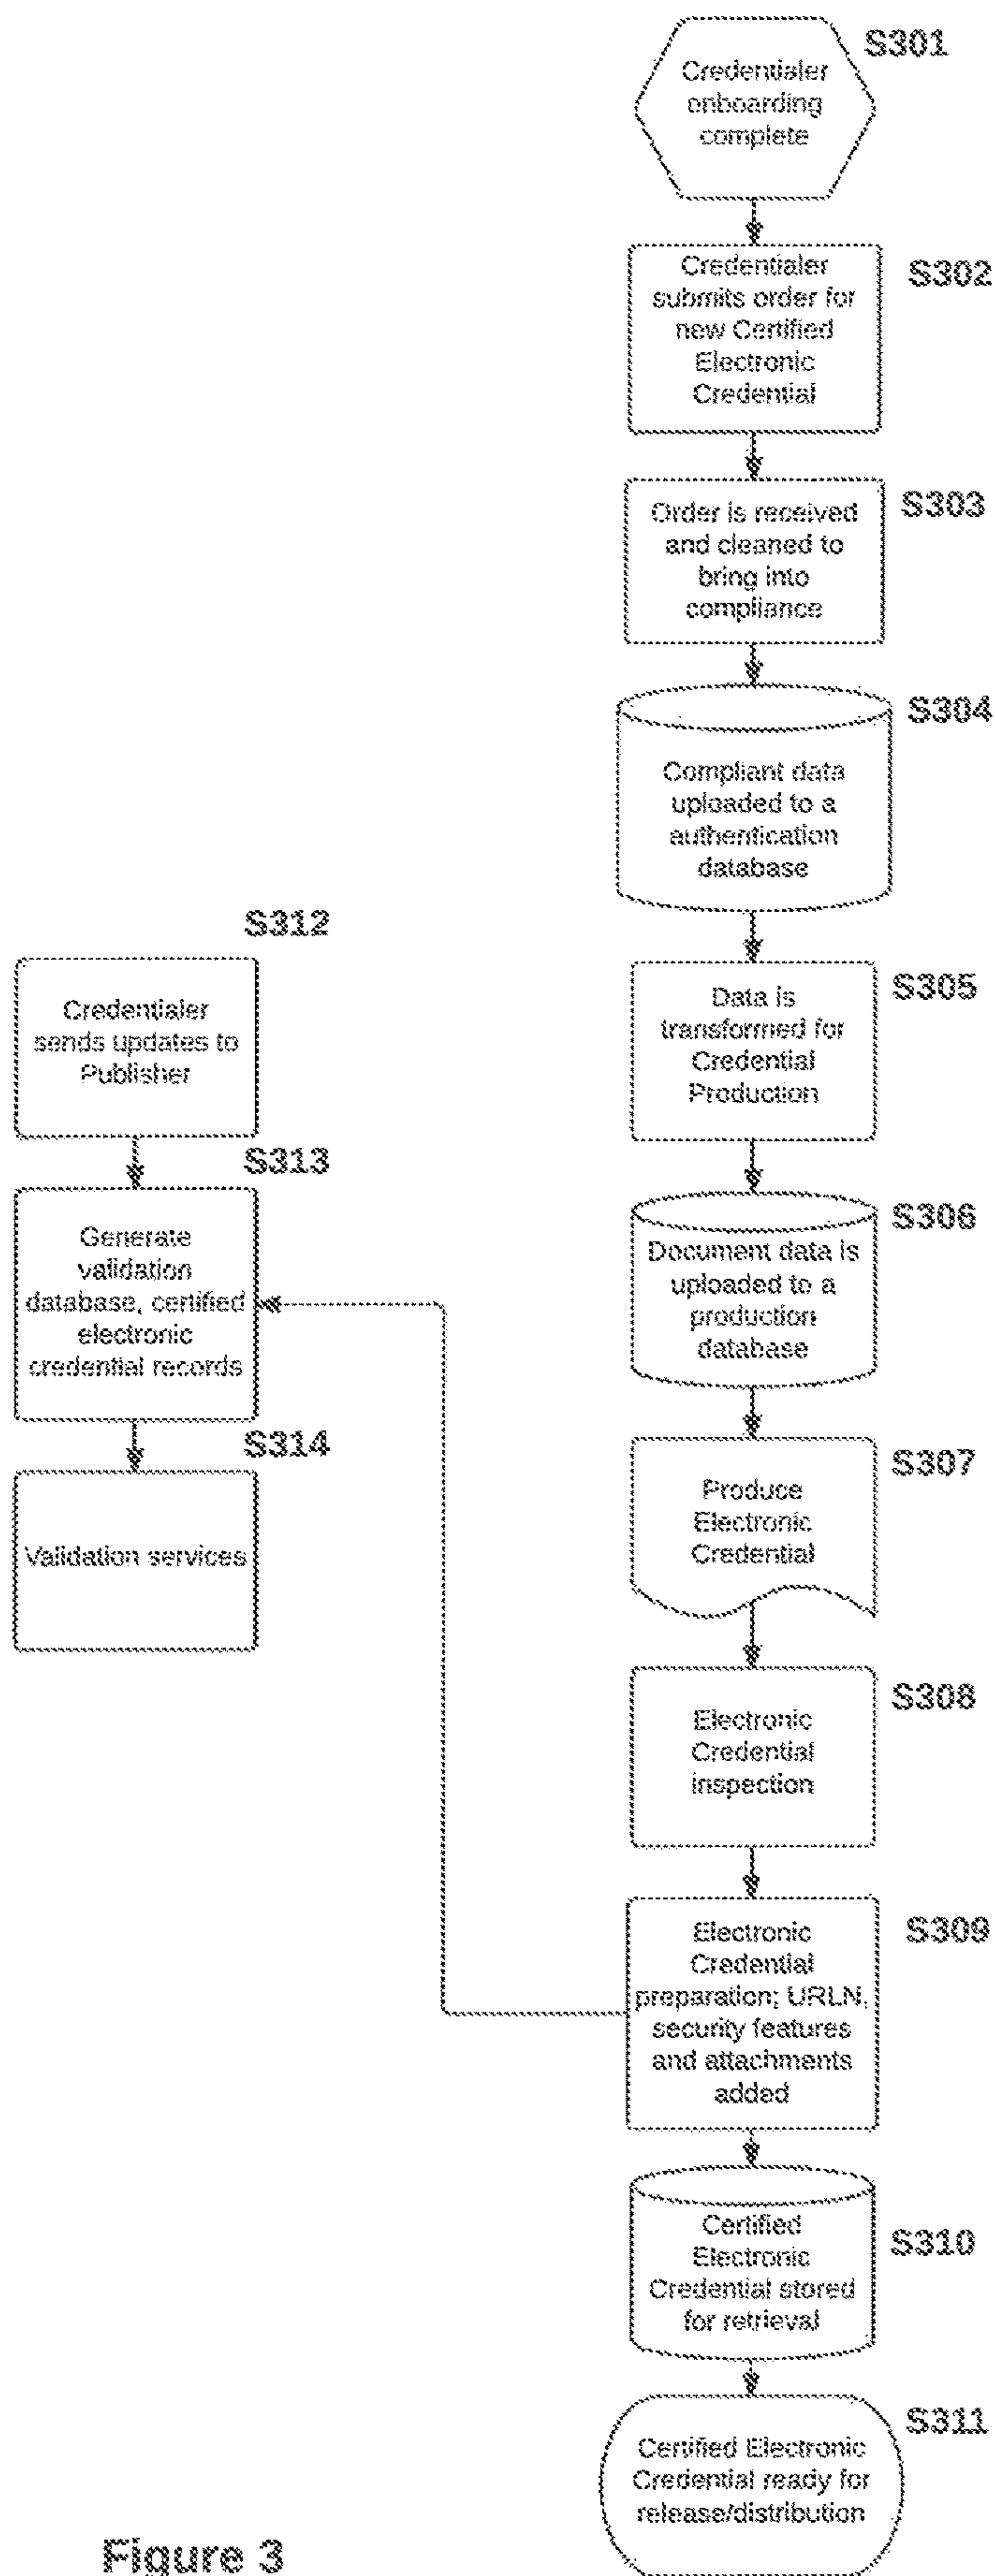 S301
Credentialer
onboarding
complete
S302
Credentialer
submits order for
new Certified
Electronic
Credential
S303
Order is received
and cleaned to
bring into
compliance
S304
Compliant data
uploaded to a
authentication
database
S305
Data is
transformed for
Credential
Production
S306
Document data is
uploaded to a
production
database
S307
Produce
Electronic
Credential
S308
Electronic
Credential
inspection
S309
Electronic
Credential
preparation; URLN,
security features
and attachments
added
S310
Certified
Electronic
Credential stored
for retrieval
S311
Certified Electronic
Credential ready for
release/distribution
S312
Credentialer
sends updates to
Publisher
S313
Generate
validation
database, certified
electronic
credential records
S314
Validation services
Figure 3